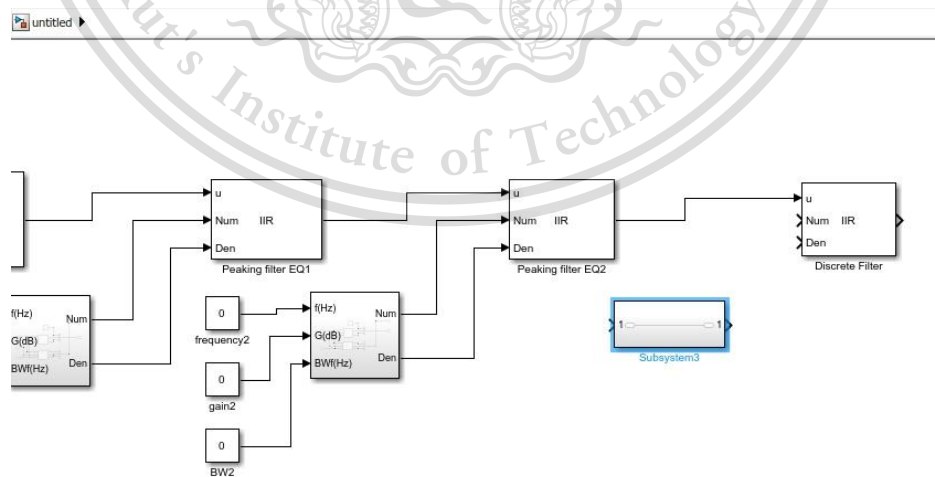 untitled
ut's Institute of Technology
u
Num IIR
Den
Peaking filter EQ1
u
Num IIR
Den
Peaking filter EQ2
u
Num IIR
Den
Discrete Filter
f(Hz)
G(dB)
BWf(Hz)
Num
Den
0
frequency2
0
gain2
0
BW2
f(Hz)
G(dB)
BWf(Hz)
Num
Den
1 1
Subsystem3